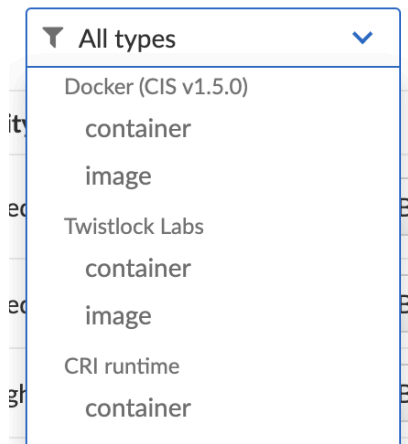 All types
Docker (CIS v1.5.0)
container
image
Twistlock Labs
container
image
CRI runtime
container